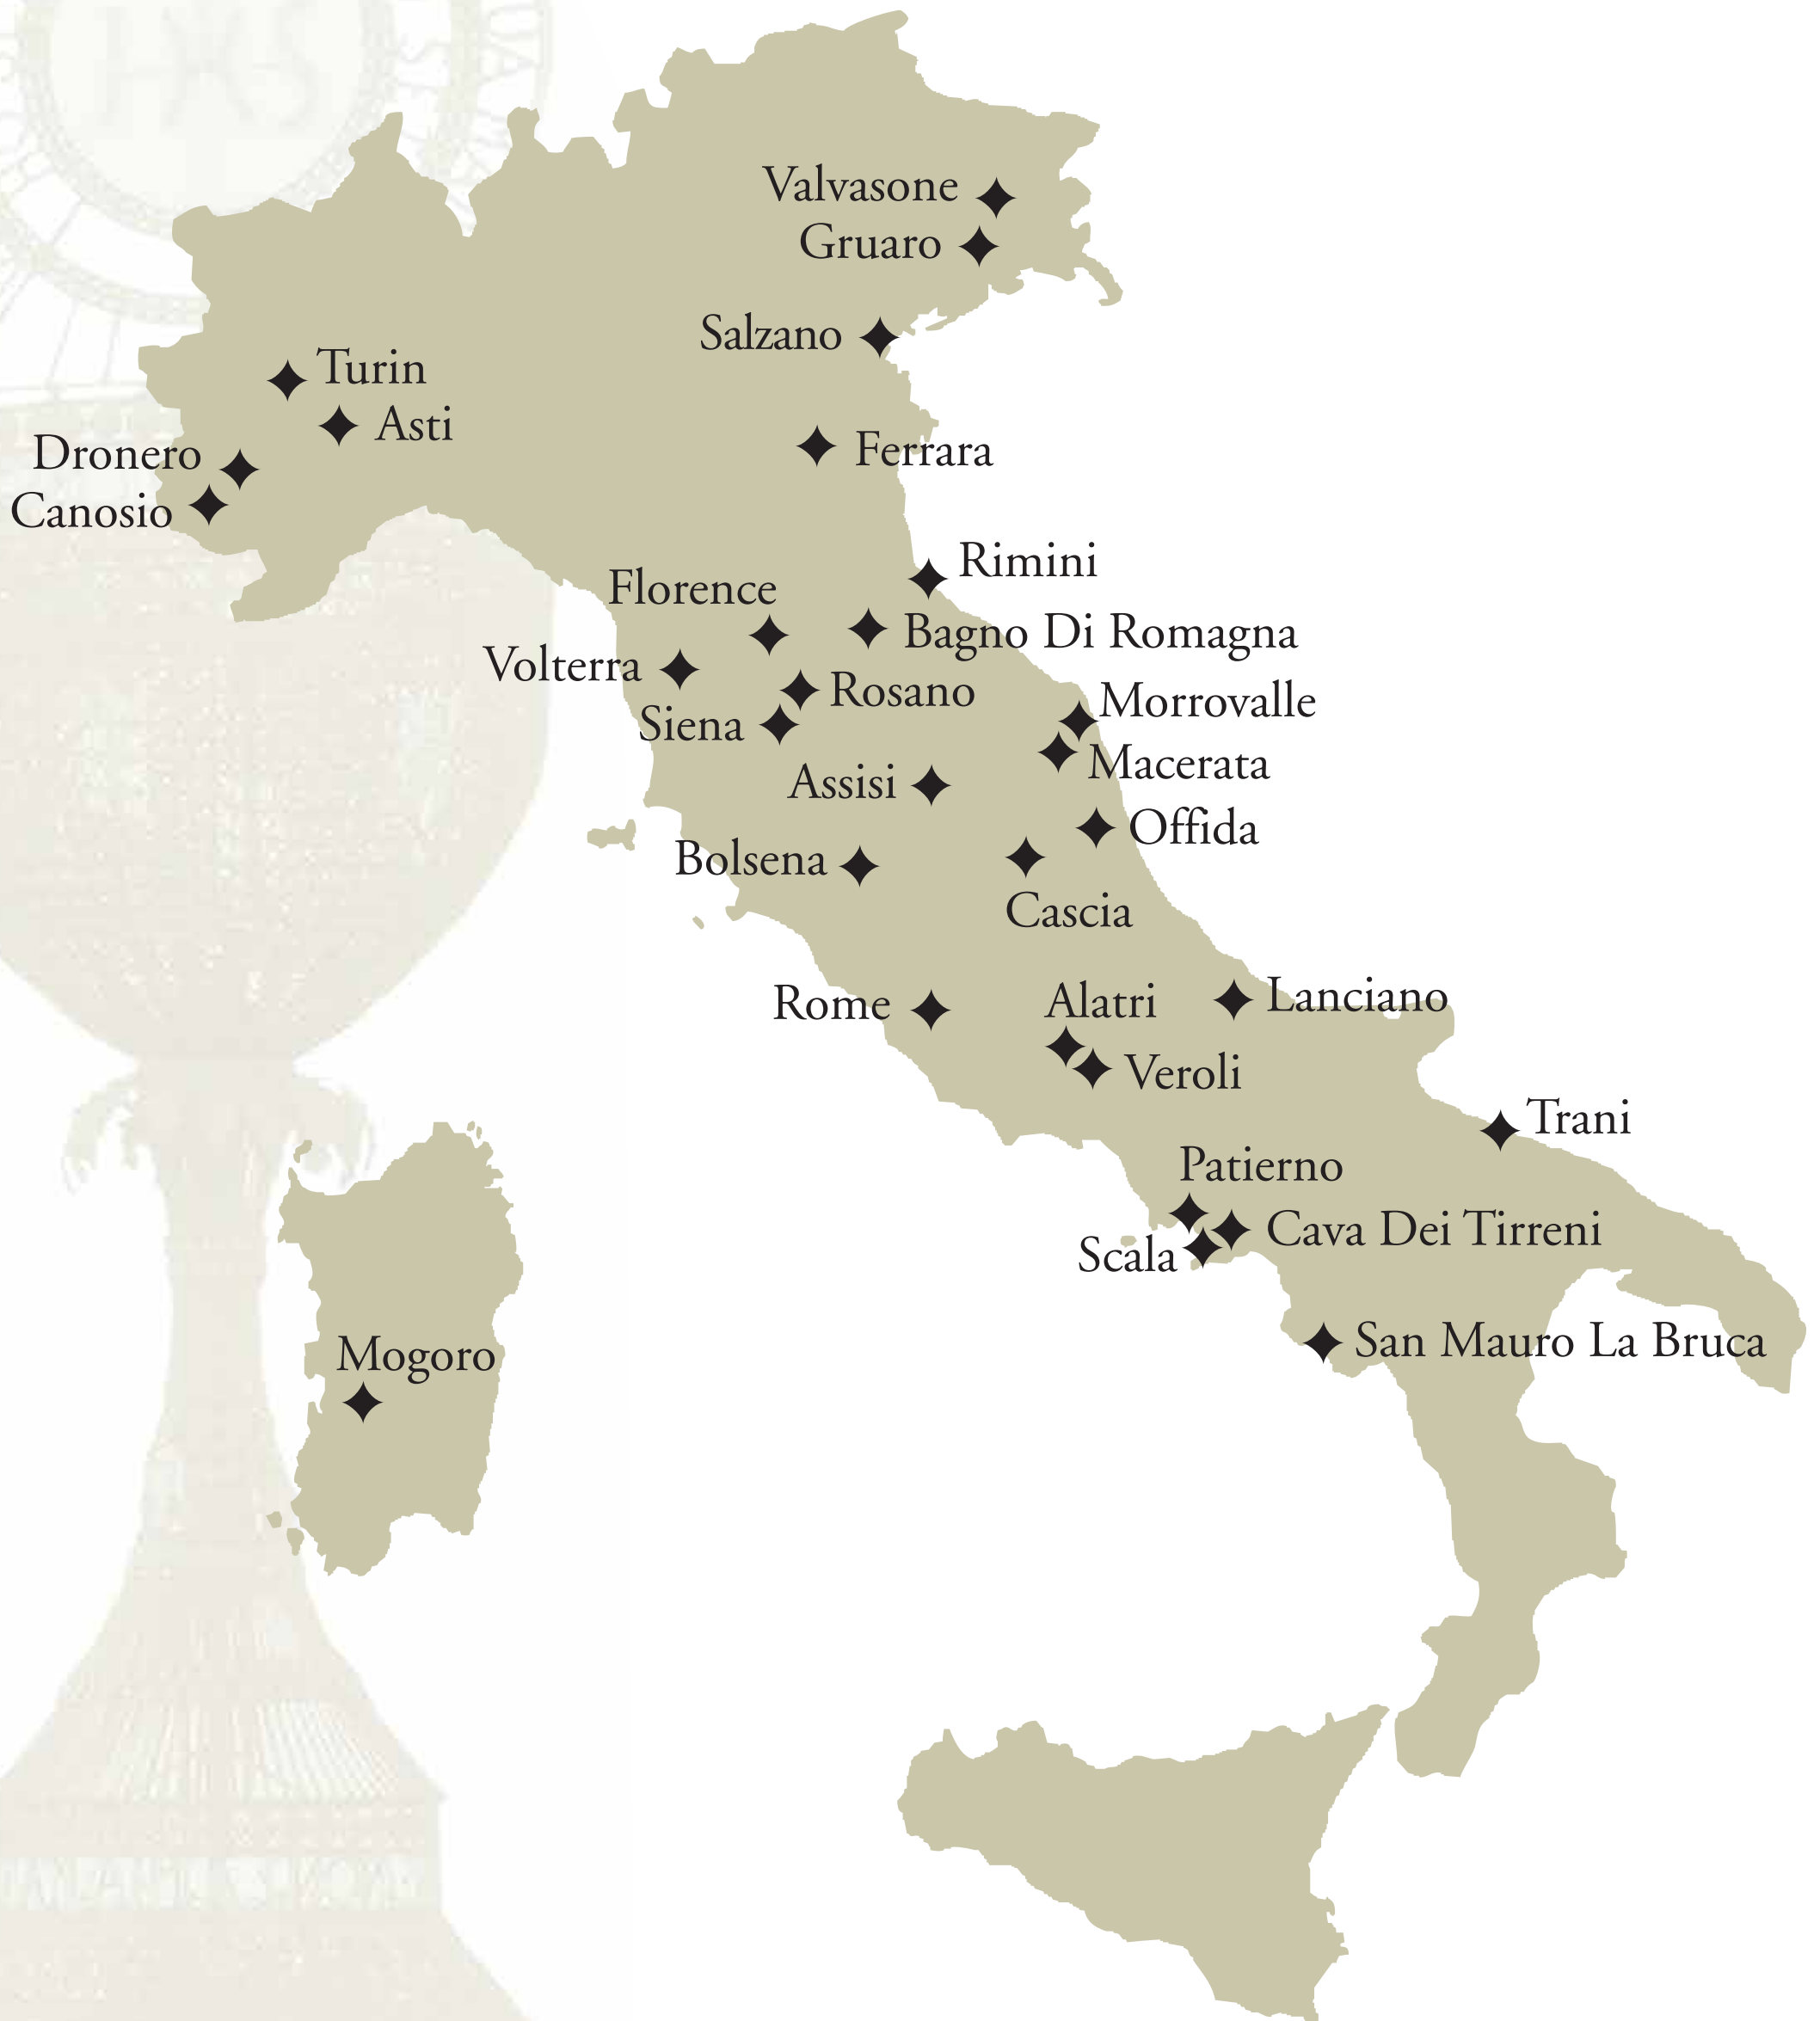 Valvasone
Gruaro
Salzano
Turin
Asti
Dronero
Canosio
Ferrara
Rimini
Florence
Bagno Di Romagna
Volterra
Rosano
Siena
Morrovalle
Macerata
Assisi
Offida
Bolsena
Cascia
Rome
Alatri
Lanciano
Veroli
Trani
Patierno
Cava Dei Tirreni
Scala
San Mauro La Bruca
Mogoro
IHS